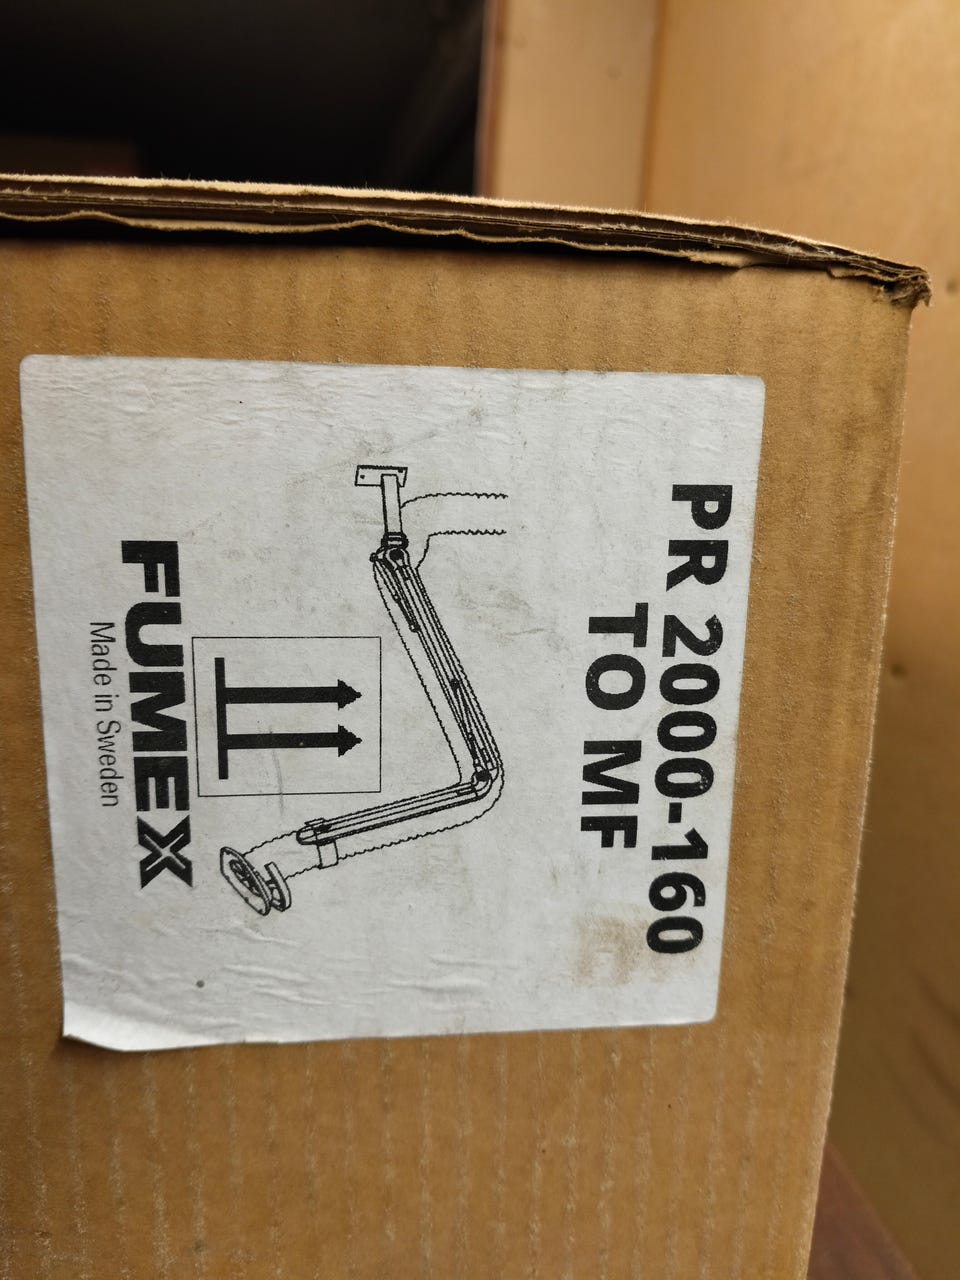 PR 2000-160
TO MF
FUMEX
Made in Sweden